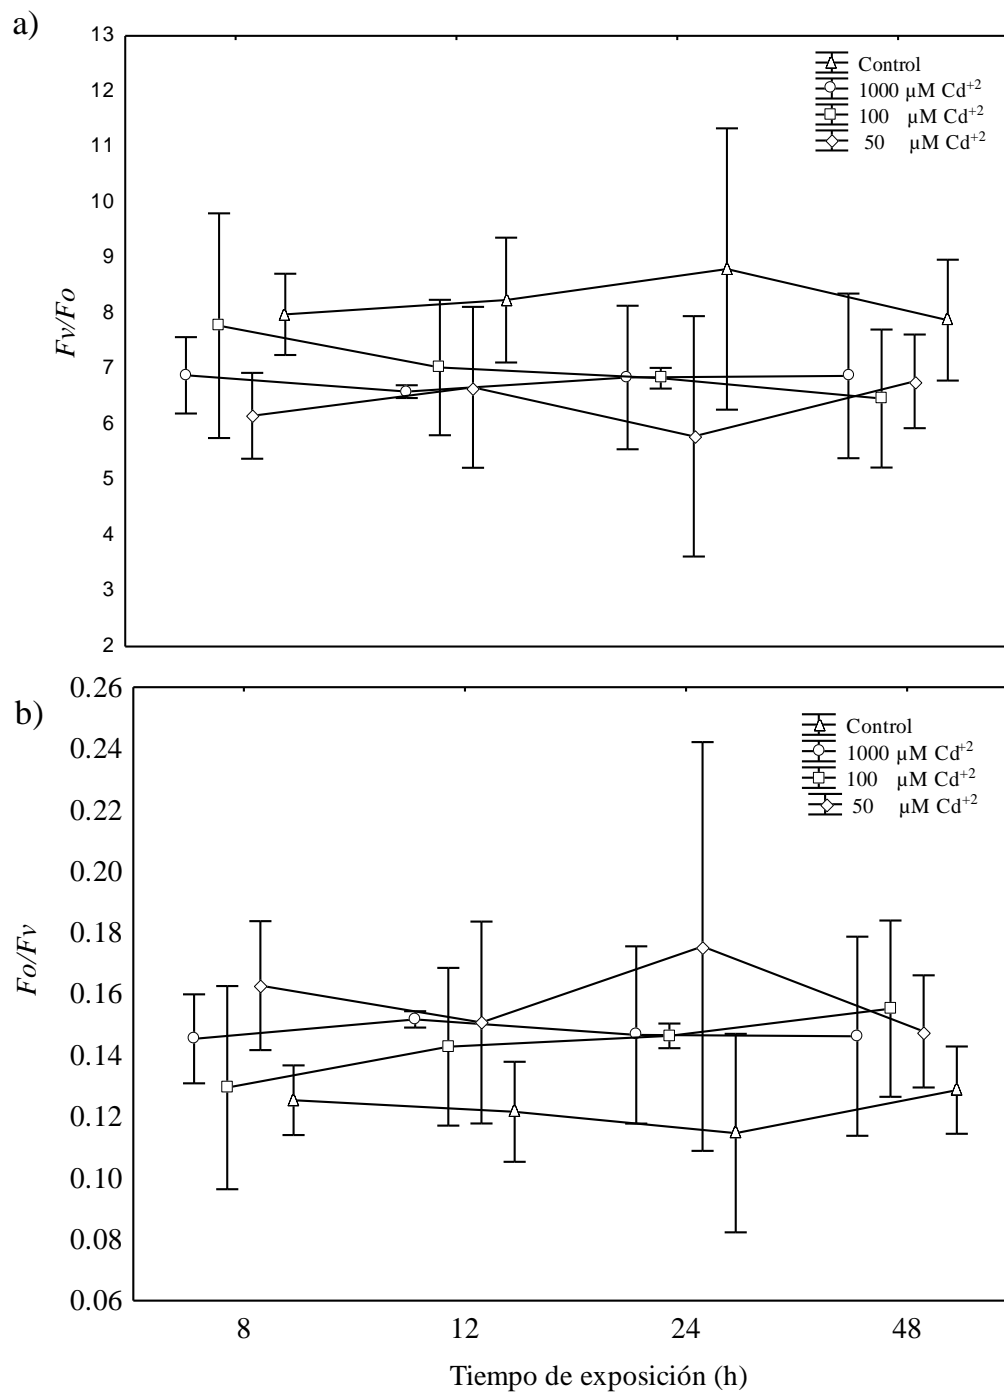 a)
13
12
11
10
9
8
7
6
5
4
3
2
Fv/Fo
Control
1000 µM Cd⁺²
100 µM Cd⁺²
50 µM Cd⁺²
b)
0.26
0.24
0.22
0.20
0.18
0.16
0.14
0.12
0.10
0.08
0.06
Fo/Fv
Control
1000 µM Cd⁺²
100 µM Cd⁺²
50 µM Cd⁺²
8 12 24 48
Tiempo de exposición (h)